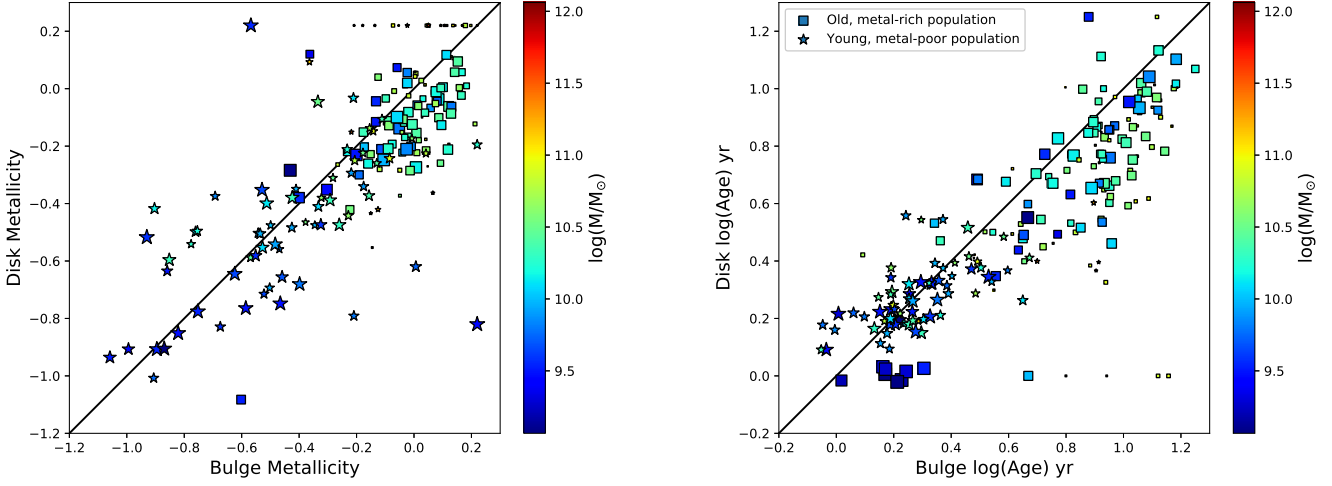 0.2
0.0
−0.2
−0.4
−0.6
−0.8
−1.0
−1.2
Disk Metallicity
−1.2 −1.0 −0.8 −0.6 −0.4 −0.2 0.0 0.2
Bulge Metallicity
12.0
11.5
11.0
10.5
10.0
9.5
log(M/M☉)
Old, metal-rich population
Young, metal-poor population
1.2
1.0
0.8
0.6
0.4
0.2
0.0
−0.2
Disk log(Age) yr
−0.2 0.0 0.2 0.4 0.6 0.8 1.0 1.2
Bulge log(Age) yr
12.0
11.5
11.0
10.5
10.0
9.5
log(M/M☉)